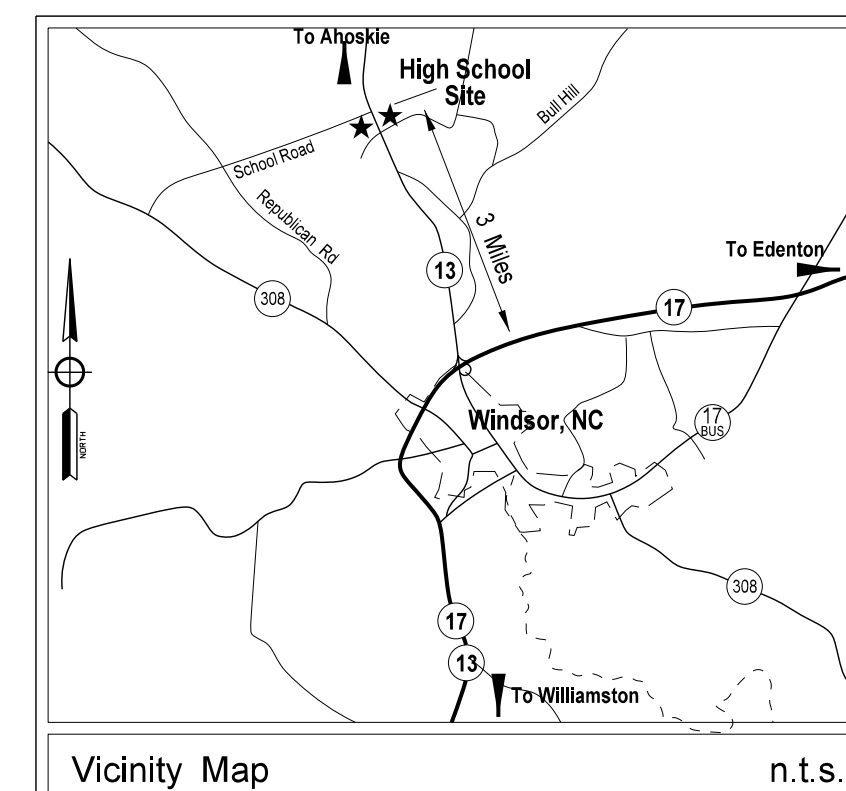 To Ahoskie
High School
Site
Bull Hill
School Road
Republican Rd
3 Miles
To Edenton
13
308
17
NORTH
Windsor, NC
17
BUS
308
17
13
To Williamston
Vicinity Map
n.t.s.